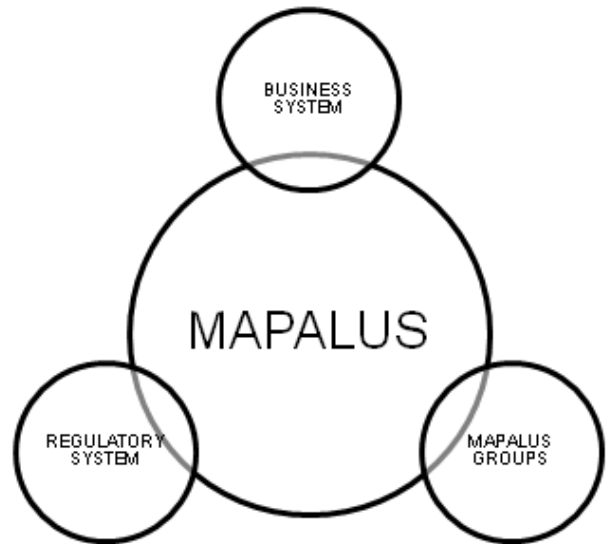 BUSINESS
SYSTEM
MAPALUS
REGULATORY
SYSTEM
MAPALUS
GROUPS